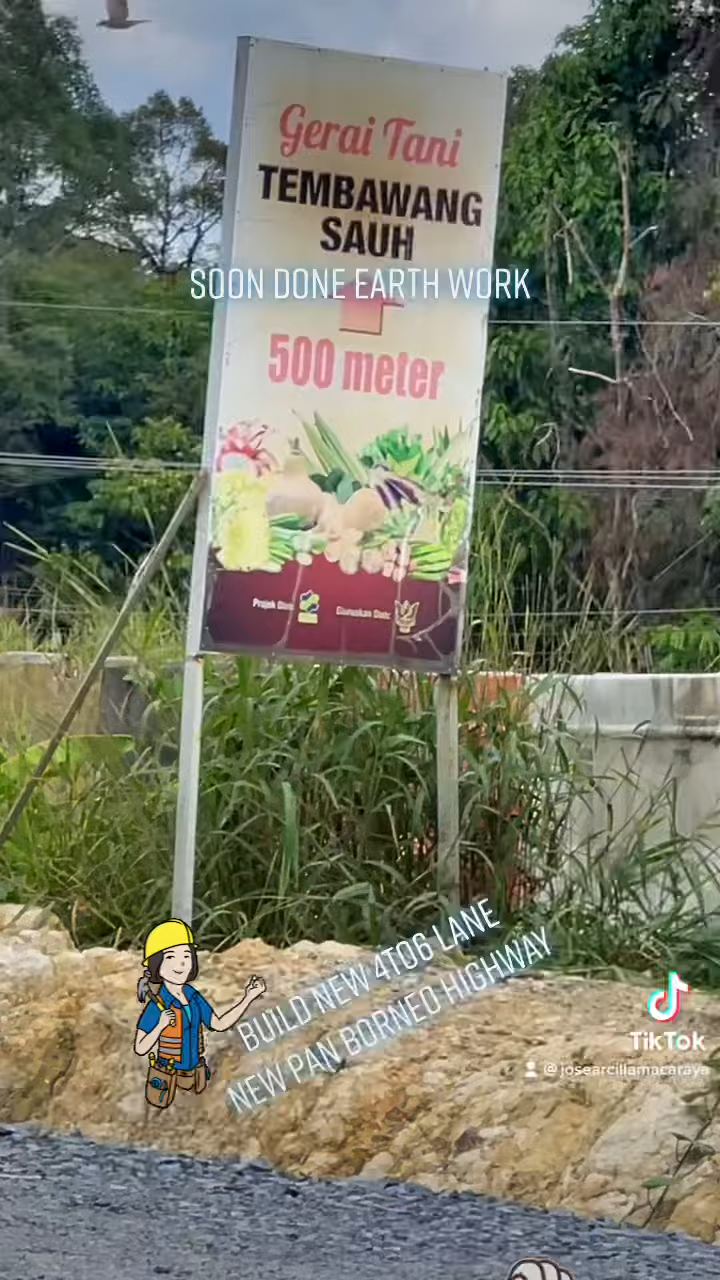 Gerai Tani
TEMBAWANG
SAUH
SOON DONE EARTH WORK
500 meter
Projek
BUILD NEW 4TO6 LANE
NEW PAN BORNEO HIGHWAY
TikTok
@josearcillamacaraya